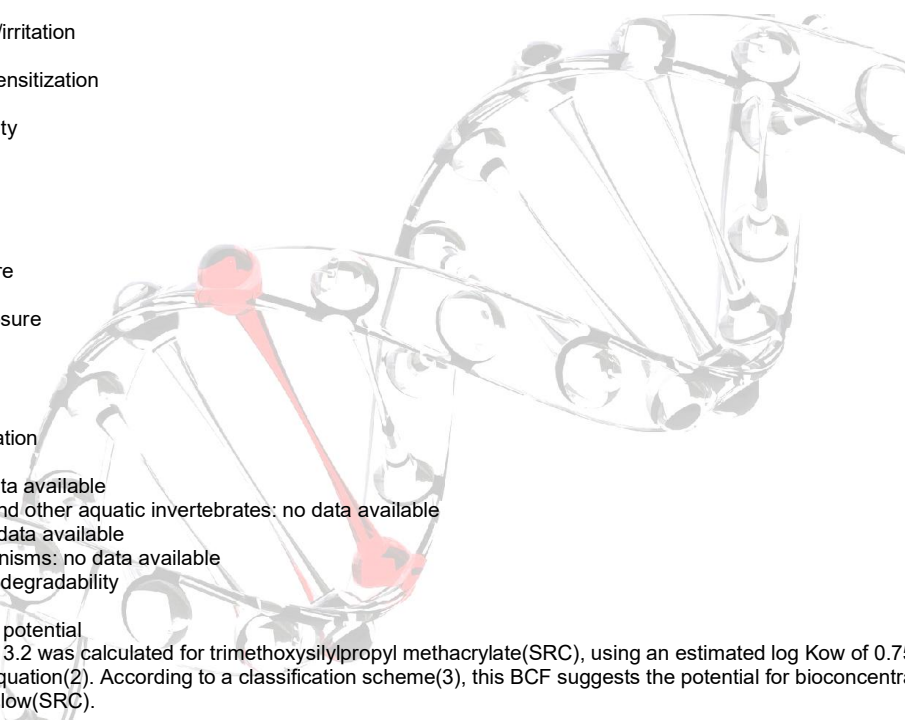 /irritation
ensitization
ty
re
sure
ation
ta available
nd other aquatic invertebrates: no data available
data available
nisms: no data available
degradability
potential
3.2 was calculated for trimethoxysilylpropyl methacrylate(SRC), using an estimated log Kow of 0.75
quation(2). According to a classification scheme(3), this BCF suggests the potential for bioconcentra
low(SRC).